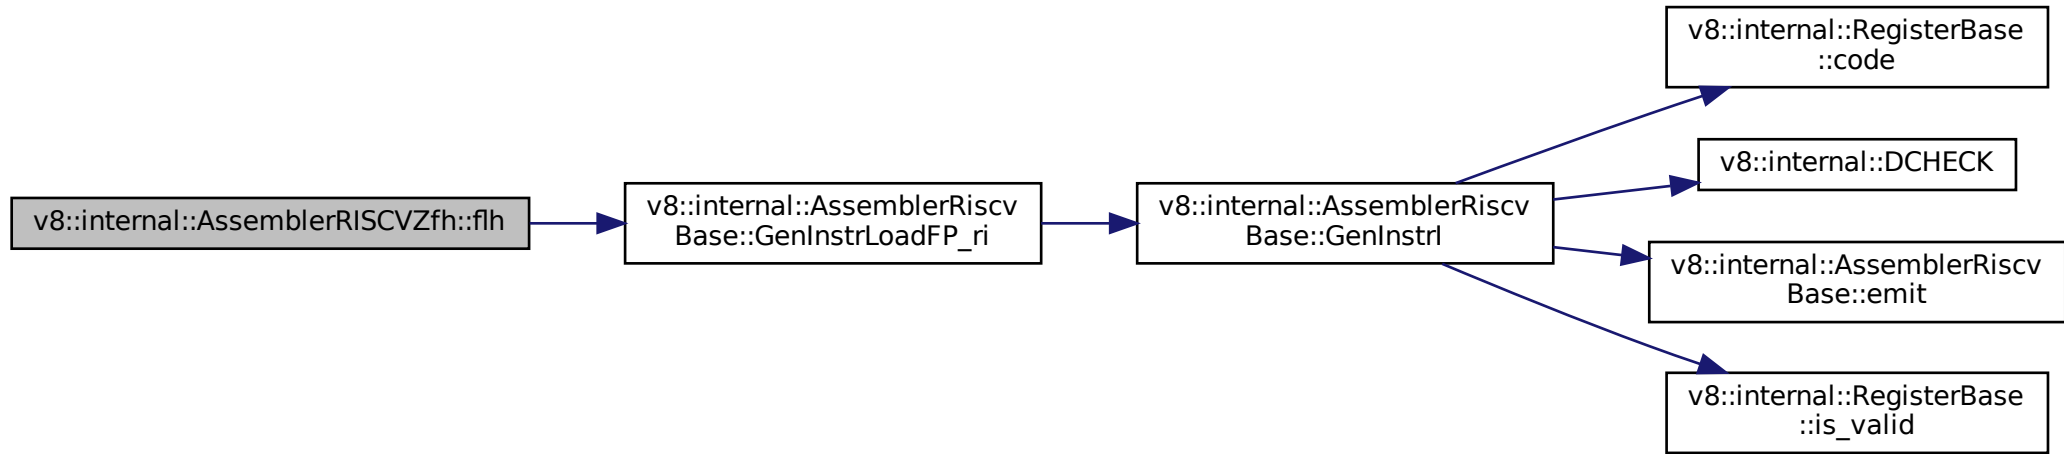 v8::internal::AssemblerRISCVZfh::flh
v8::internal::AssemblerRiscv
Base::GenInstrLoadFP_ri
v8::internal::AssemblerRiscv
Base::GenInstrI
v8::internal::RegisterBase
::code
v8::internal::DCHECK
v8::internal::AssemblerRiscv
Base::emit
v8::internal::RegisterBase
::is_valid